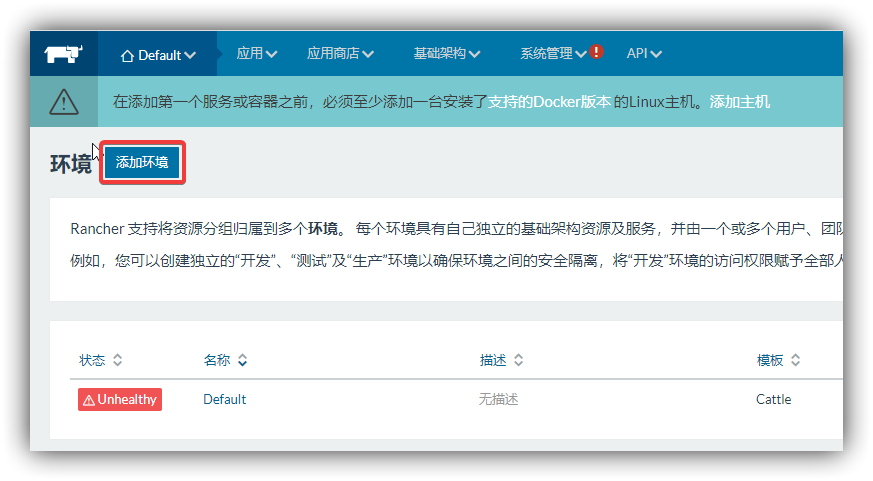 Default 应用 应用商店 基础架构 系统管理 API
在添加第一个服务或容器之前，必须至少添加一台安装了支持的Docker版本 的Linux主机。添加主机
环境 添加环境
Rancher 支持将资源分组归属到多个环境。 每个环境具有自己独立的基础架构资源及服务，并由一个或多个用户、团
例如，您可以创建独立的“开发”、“测试”及“生产”环境以确保环境之间的安全隔离，将“开发”环境的访问权限赋予全部
状态 名称 描述 模板
Unhealthy Default 无描述 Cattle